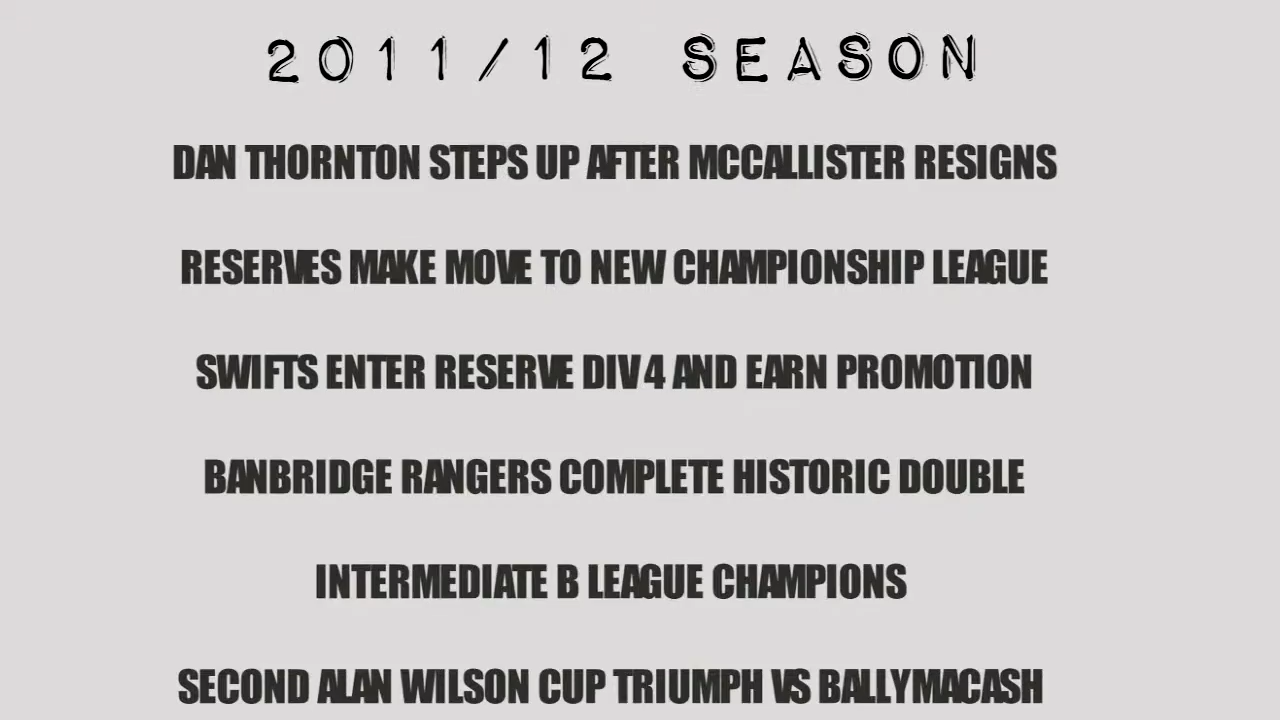 2011/12 SEASON
DAN THORNTON STEPS UP AFTER MCCALLISTER RESIGNS
RESERVES MAKE MOVE TO NEW CHAMPIONSHIP LEAGUE
SWIFTS ENTER RESERVE DIV 4 AND EARN PROMOTION
BANBRIDGE RANGERS COMPLETE HISTORIC DOUBLE
INTERMEDIATE B LEAGUE CHAMPIONS
SECOND ALAN WILSON CUP TRIUMPH VS BALLYMACASH